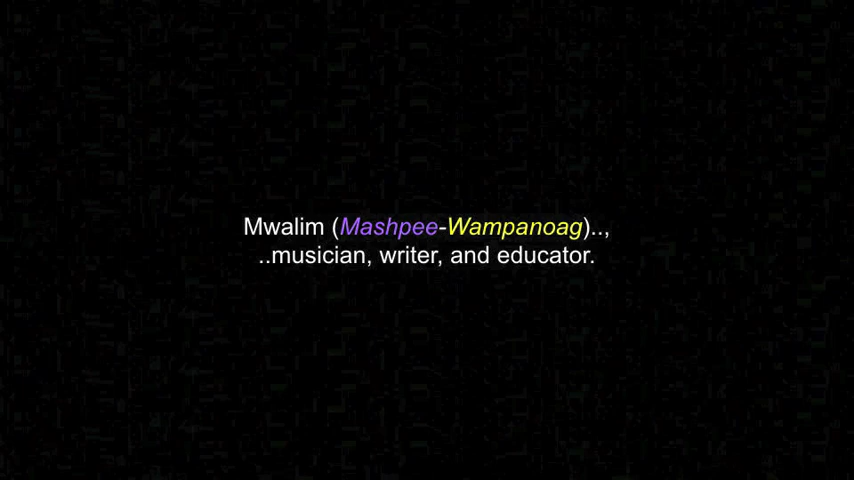 Mwalim (Mashpee-Wampanoag)..,
..musician, writer, and educator.